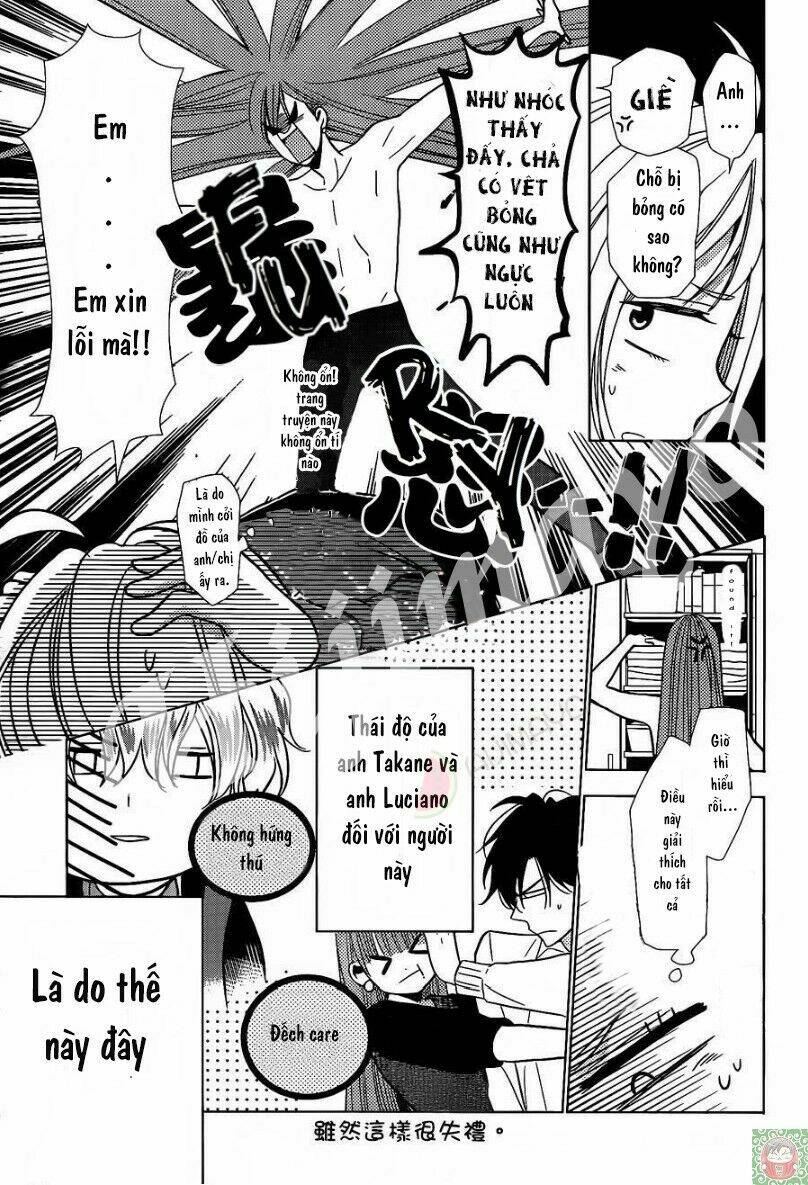 Anh
...
GIỀ
Chỗ bị
bỏng có
sao
không?
NHƯ NHÓC
THẤY
ĐẤY, CHẢ
CÓ VẾT
BỎNG
CŨNG NHƯ
NGỰC
LUÔN
Em
.
.
.
Em xin
lỗi mà!!
FU
RY...!!
Không ổn!
trang
truyện này
không ổn tí
nào
Là do
mình cởi
đồ của
anh/chị
ấy ra.
Giờ
thì hiểu
rồi...
Điều này
giải
thích
cho tất
cả
Thái độ của
anh Takane và
anh Luciano
đối với người
này
Không hứng
thú
Đếch care
Là do thế
này đây
雖然這樣很失禮。